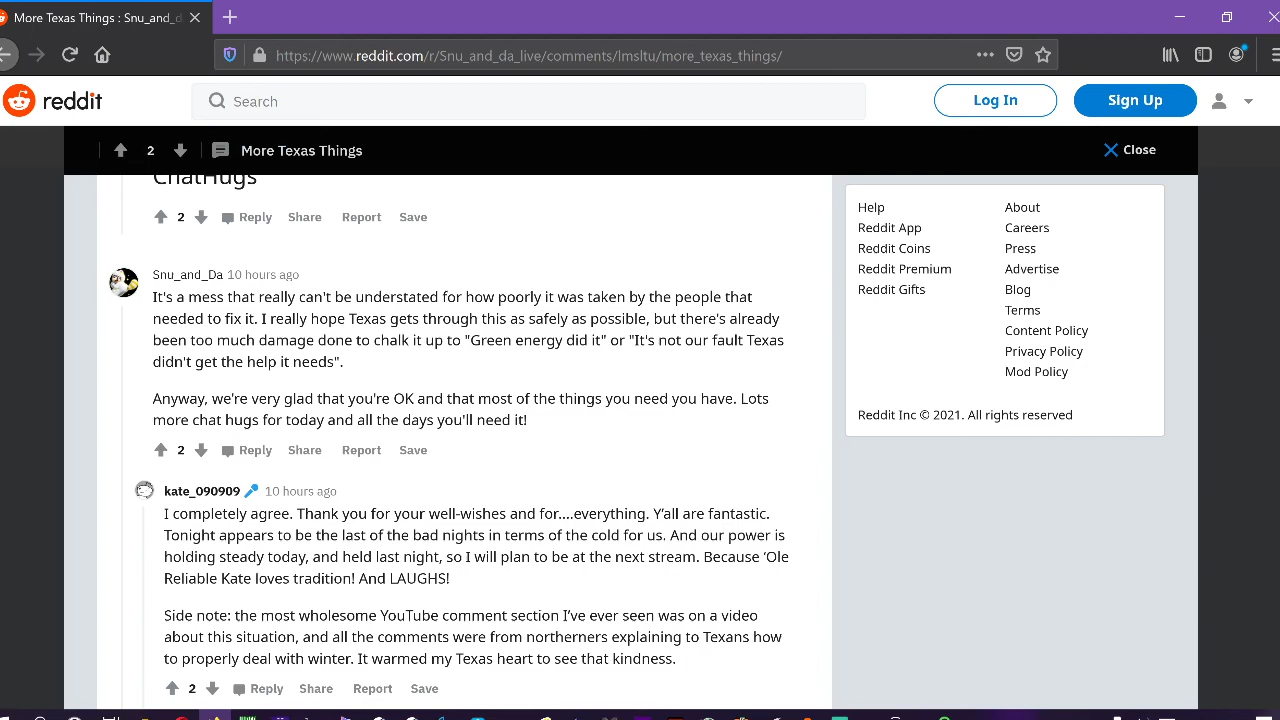 More Texas Things : Snu_and_d
https://www.reddit.com/r/Snu_and_da_live/comments/lmsltu/more_texas_things/
reddit
Search
Log In
Sign Up
2
More Texas Things
Close
ChatHugs
2 Reply Share Report Save
Snu_and_Da 10 hours ago
It's a mess that really can't be understated for how poorly it was taken by the people that
needed to fix it. I really hope Texas gets through this as safely as possible, but there's already
been too much damage done to chalk it up to "Green energy did it" or "It's not our fault Texas
didn't get the help it needs".
Anyway, we're very glad that you're OK and that most of the things you need you have. Lots
more chat hugs for today and all the days you'll need it!
2 Reply Share Report Save
kate_090909 10 hours ago
I completely agree. Thank you for your well-wishes and for....everything. Y’all are fantastic.
Tonight appears to be the last of the bad nights in terms of the cold for us. And our power is
holding steady today, and held last night, so I will plan to be at the next stream. Because ‘Ole
Reliable Kate loves tradition! And LAUGHS!
Side note: the most wholesome YouTube comment section I’ve ever seen was on a video
about this situation, and all the comments were from northerners explaining to Texans how
to properly deal with winter. It warmed my Texas heart to see that kindness.
2 Reply Share Report Save
Help
Reddit App
Reddit Coins
Reddit Premium
Reddit Gifts
About
Careers
Press
Advertise
Blog
Terms
Content Policy
Privacy Policy
Mod Policy
Reddit Inc © 2021. All rights reserved